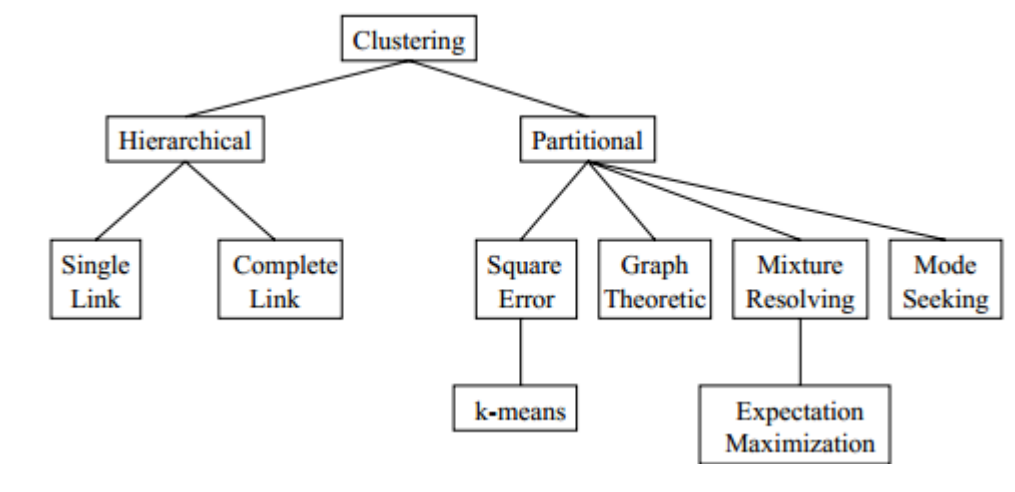 Clustering
Hierarchical
Partitional
Single
Link
Complete
Link
Square
Error
Graph
Theoretic
Mixture
Resolving
Mode
Seeking
k-means
Expectation
Maximization